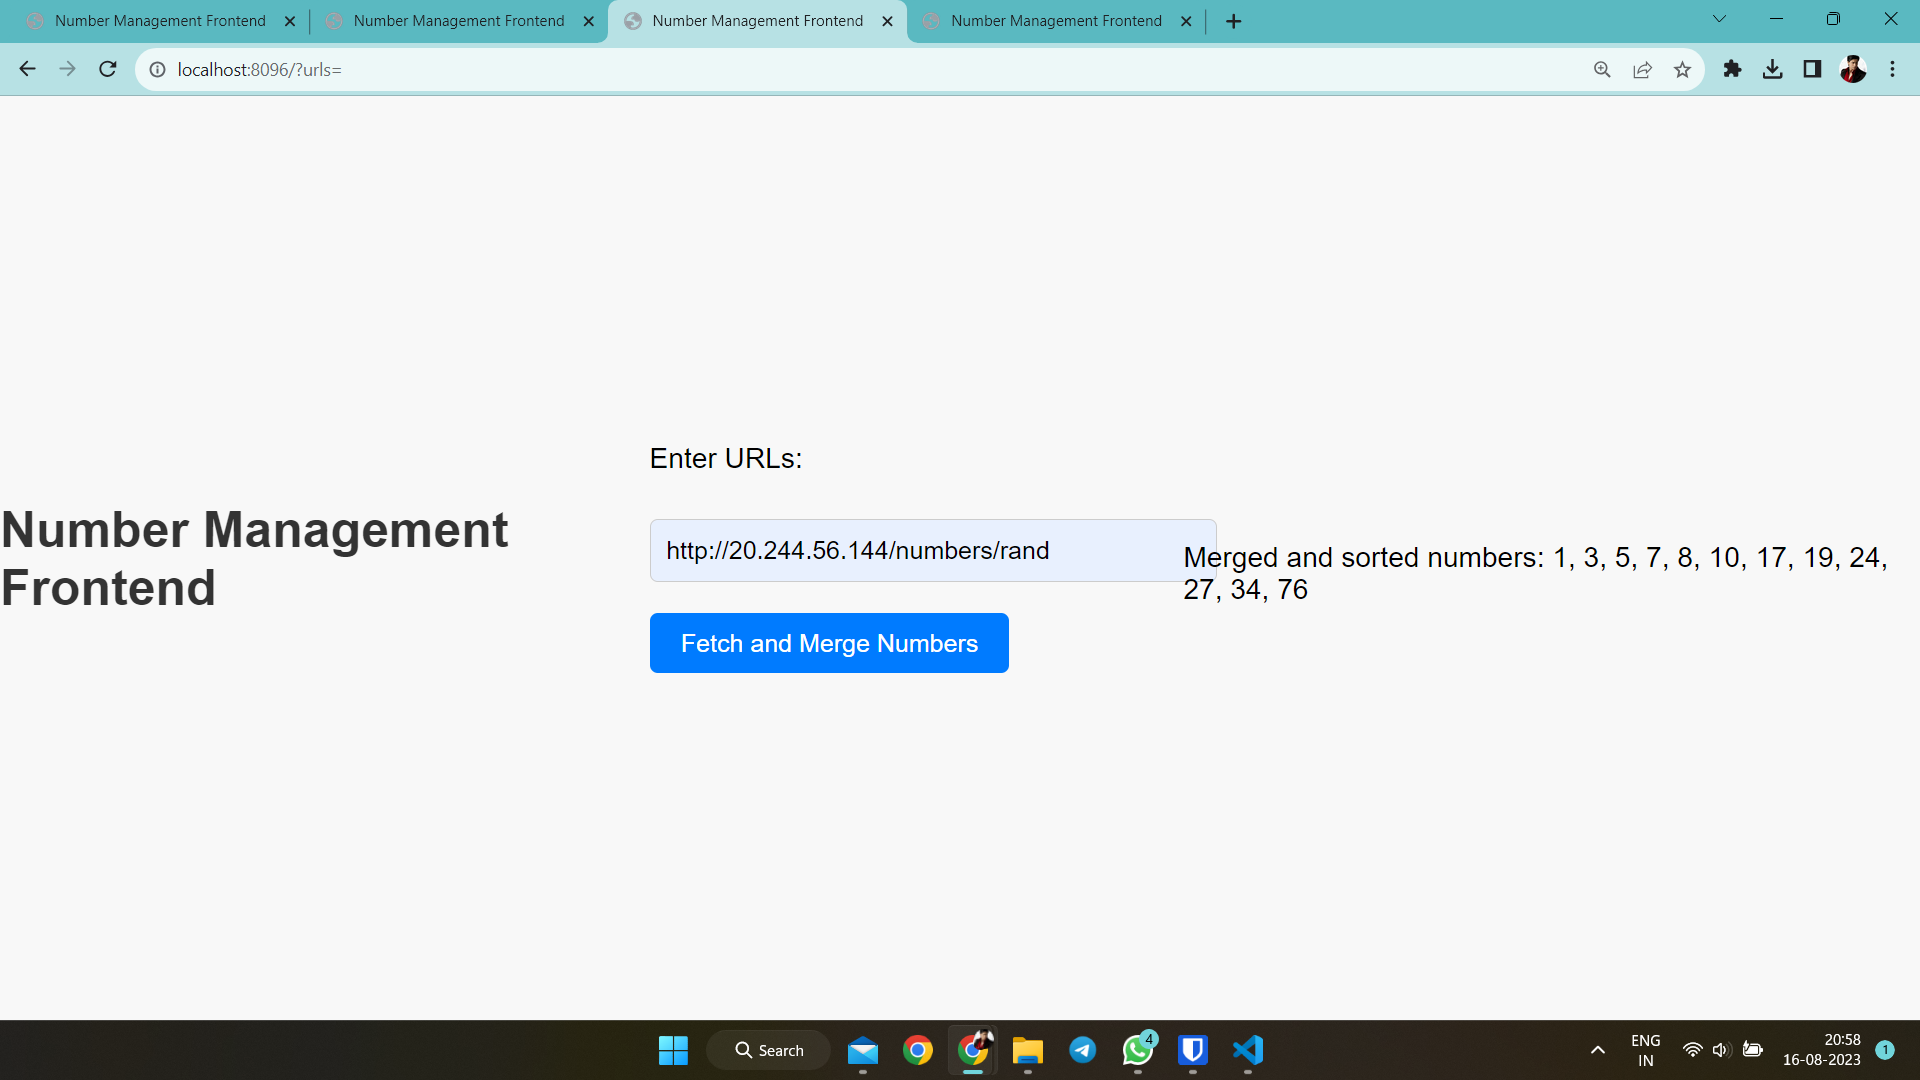 Number Management Frontend
Number Management Frontend
Number Management Frontend
Number Management Frontend
localhost:8096/?urls=
Number Management
Frontend
Enter URLs:
http://20.244.56.144/numbers/rand
Fetch and Merge Numbers
Merged and sorted numbers: 1, 3, 5, 7, 8, 10, 17, 19, 24,
27, 34, 76
Search
4
ENG
IN
20:58
16-08-2023
1